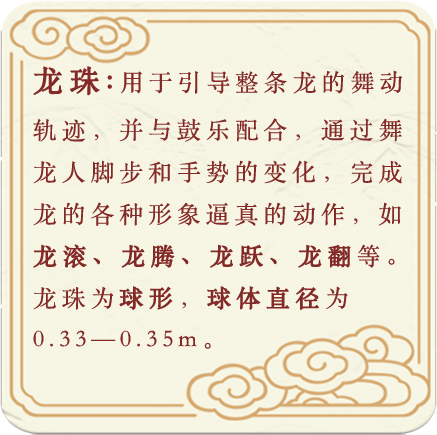 龙珠:用于引导整条龙的舞动
轨迹，并与鼓乐配合，通过舞
龙人脚步和手势的变化，完成
龙的各种形象逼真的动作，如
龙滚、龙腾、龙跃、龙翻等。
龙珠为球形，球体直径为
0.33—0.35m。